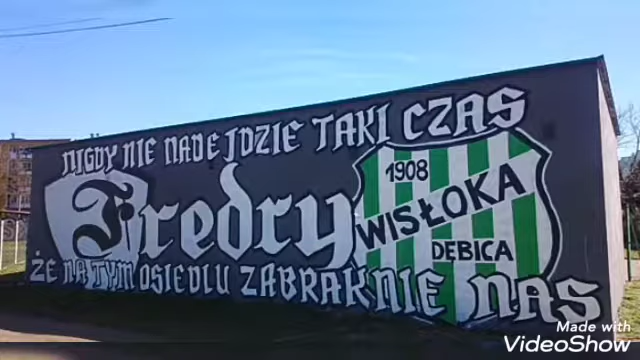 NIGDY NIE NADEJDZIE TAKI CZAS
Fredry
1908
WISŁOKA
DĘBICA
ŻE NA TYM OSIEDLU ZABRAKNIE NAS
Made with
VideoShow